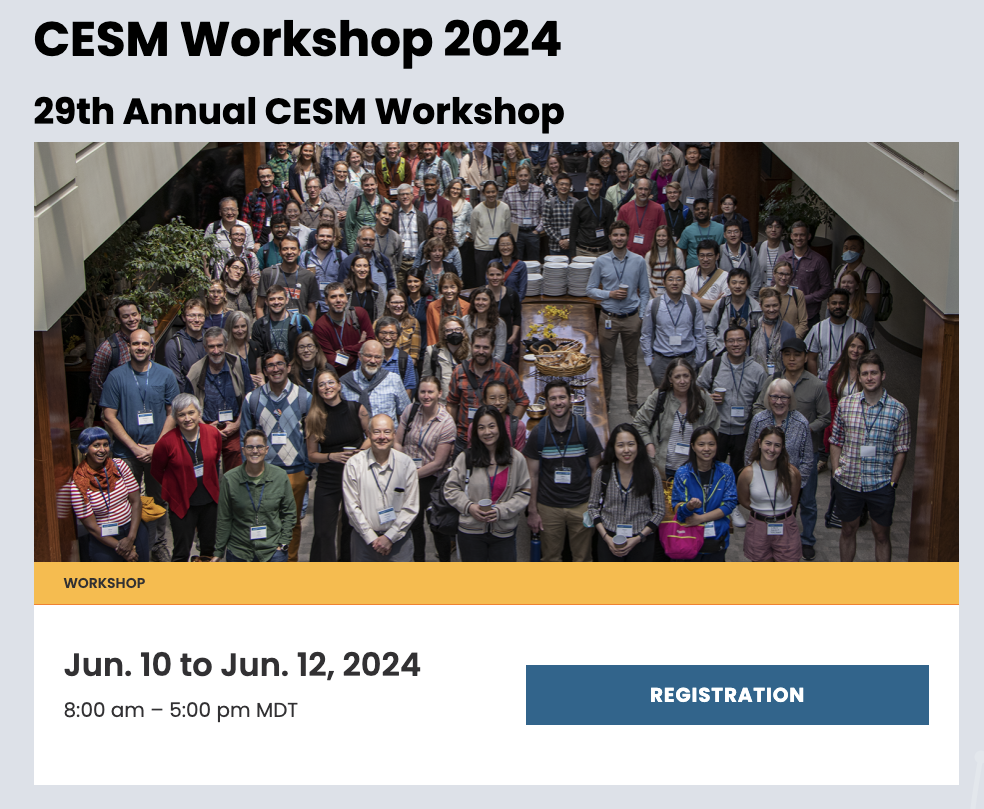 CESM Workshop 2024
29th Annual CESM Workshop
WORKSHOP
Jun. 10 to Jun. 12, 2024
REGISTRATION
8:00 am – 5:00 pm MDT